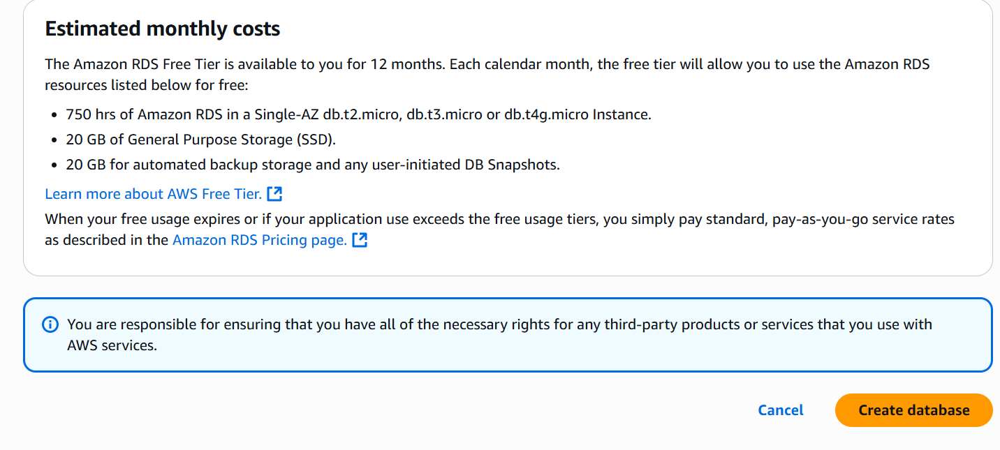 Estimated monthly costs
The Amazon RDS Free Tier is available to you for 12 months. Each calendar month, the free tier will allow you to use the Amazon RDS
resources listed below for free:
• 750 hrs of Amazon RDS in a Single-AZ db.t2.micro, db.t3.micro or db.t4g.micro Instance.
• 20 GB of General Purpose Storage (SSD).
• 20 GB for automated backup storage and any user-initiated DB Snapshots.
Learn more about AWS Free Tier.
When your free usage expires or if your application use exceeds the free usage tiers, you simply pay standard, pay-as-you-go service rates
as described in the Amazon RDS Pricing page.
You are responsible for ensuring that you have all of the necessary rights for any third-party products or services that you use with
AWS services.
Cancel Create database